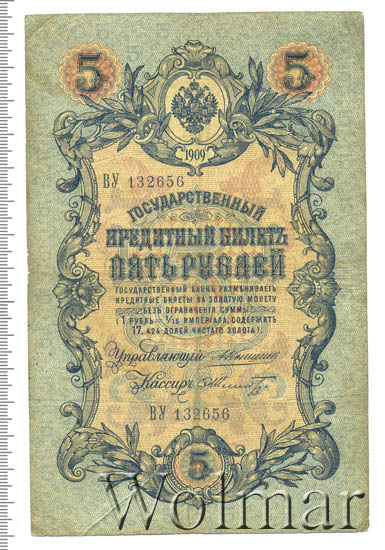 5 5
1909
ВУ 132656
ГОСУДАРСТВЕННЫЙ
КРЕДИТНЫЙ БИЛЕТЪ
ПЯТЬ РУБЛЕЙ
ГОСУДАРСТВЕННЫЙ БАНКЪ РАЗМѢНИВАЕТЪ
КРЕДИТНЫЕ БИЛЕТЫ НА ЗОЛОТУЮ МОНЕТУ
БЕЗЪ ОГРАНИЧЕНІЯ СУММЫ
(1 РУБЛЬ = 1/15 ИМПЕРІАЛА, СОДЕРЖИТЪ
17,424 ДОЛЕЙ ЧИСТАГО ЗОЛОТА).
Управляющій
Кассиръ
ВУ 132656
5
Wolmar